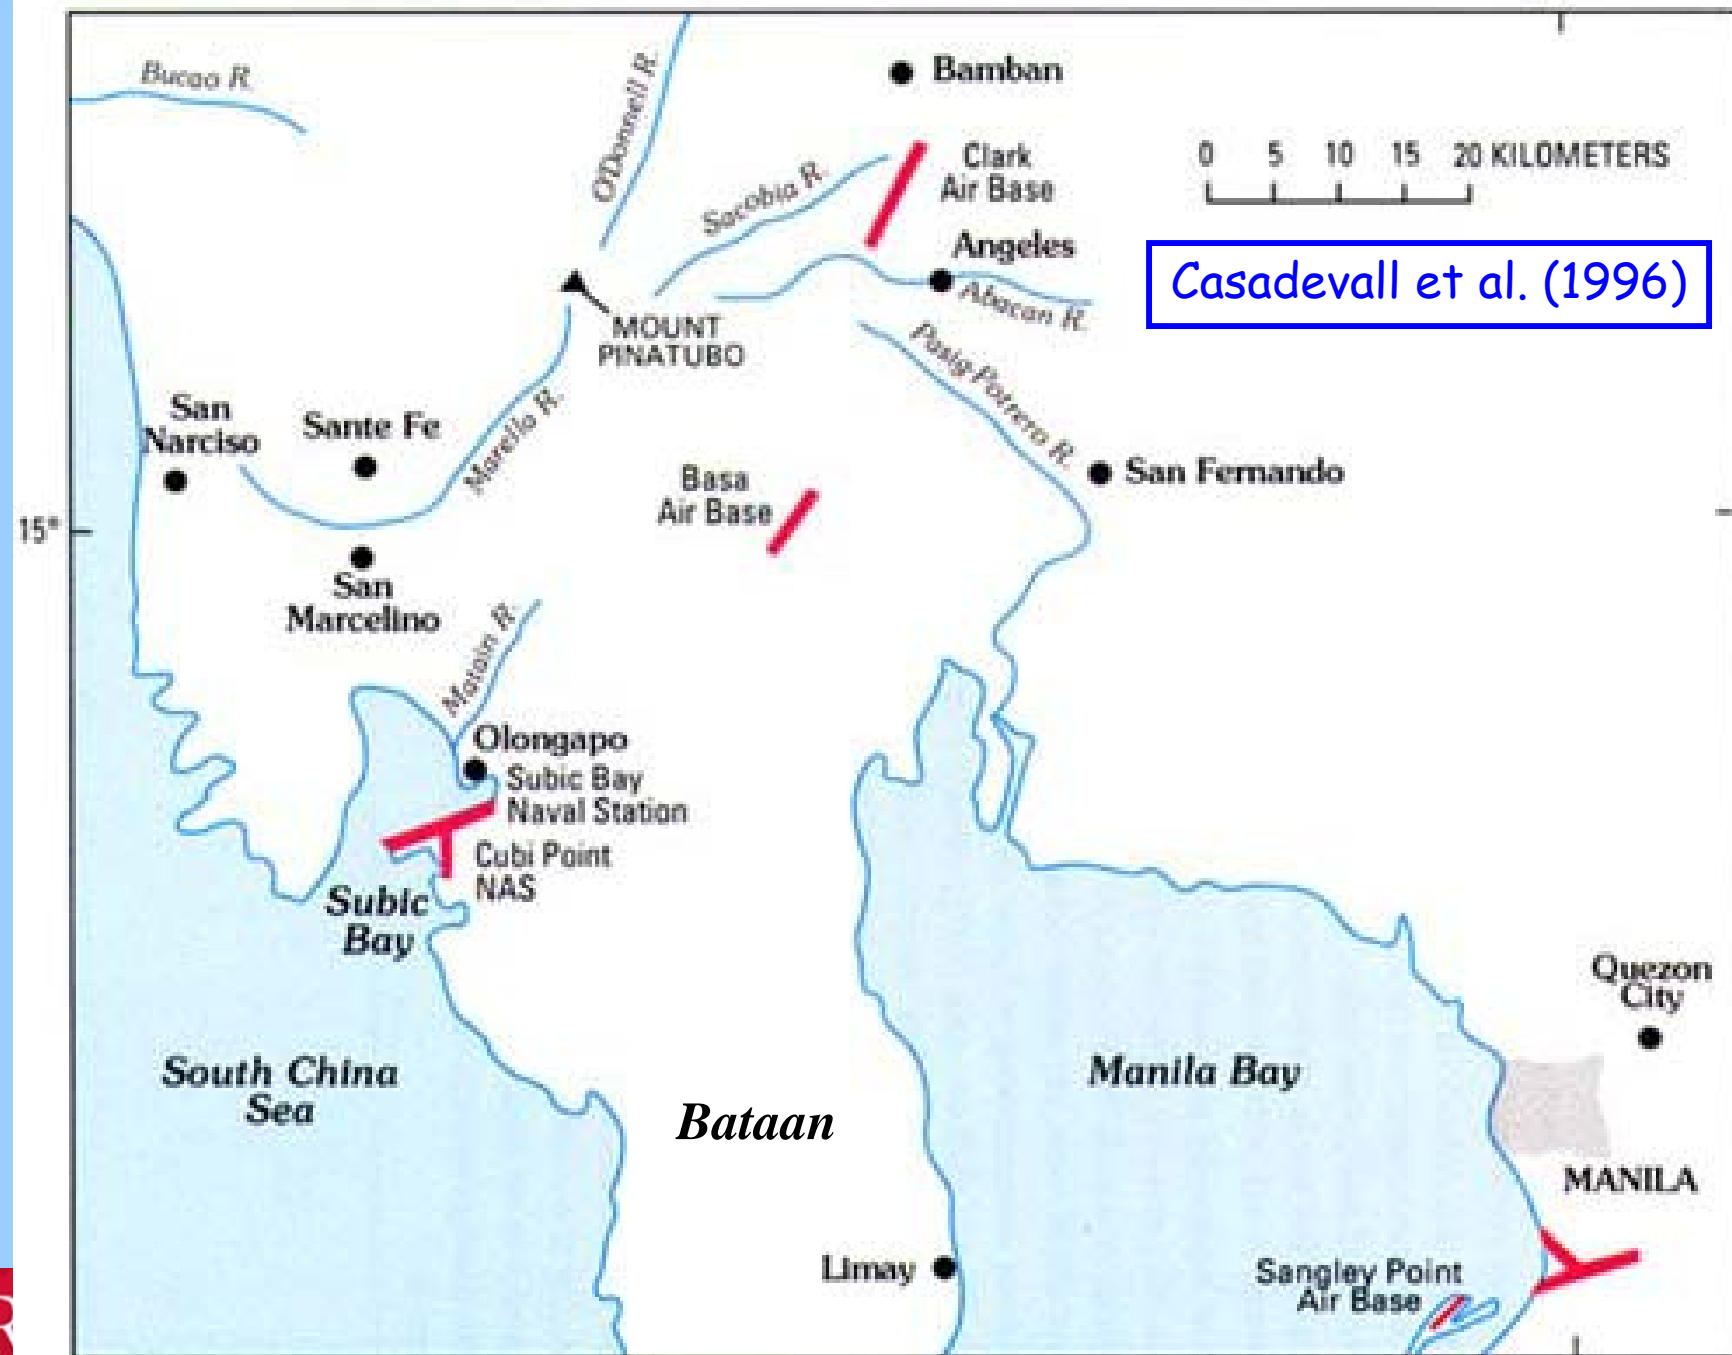 Bucao R.
O'Donnell R.
Bamban
Clark
Air Base
0 5 10 15 20 KILOMETERS
Sacobia R.
Angeles
Abacan R.
Casadevall et al. (1996)
MOUNT
PINATUBO
Pasig-Potrero R.
San
Narciso
Sante Fe
Marella R.
San Fernando
Basa
Air Base
15°
San
Marcelino
Matain R.
Olongapo
Subic Bay
Naval Station
Cubi Point
NAS
Subic
Bay
Quezon
City
South China
Sea
Manila Bay
Bataan
MANILA
Limay
Sangley Point
Air Base